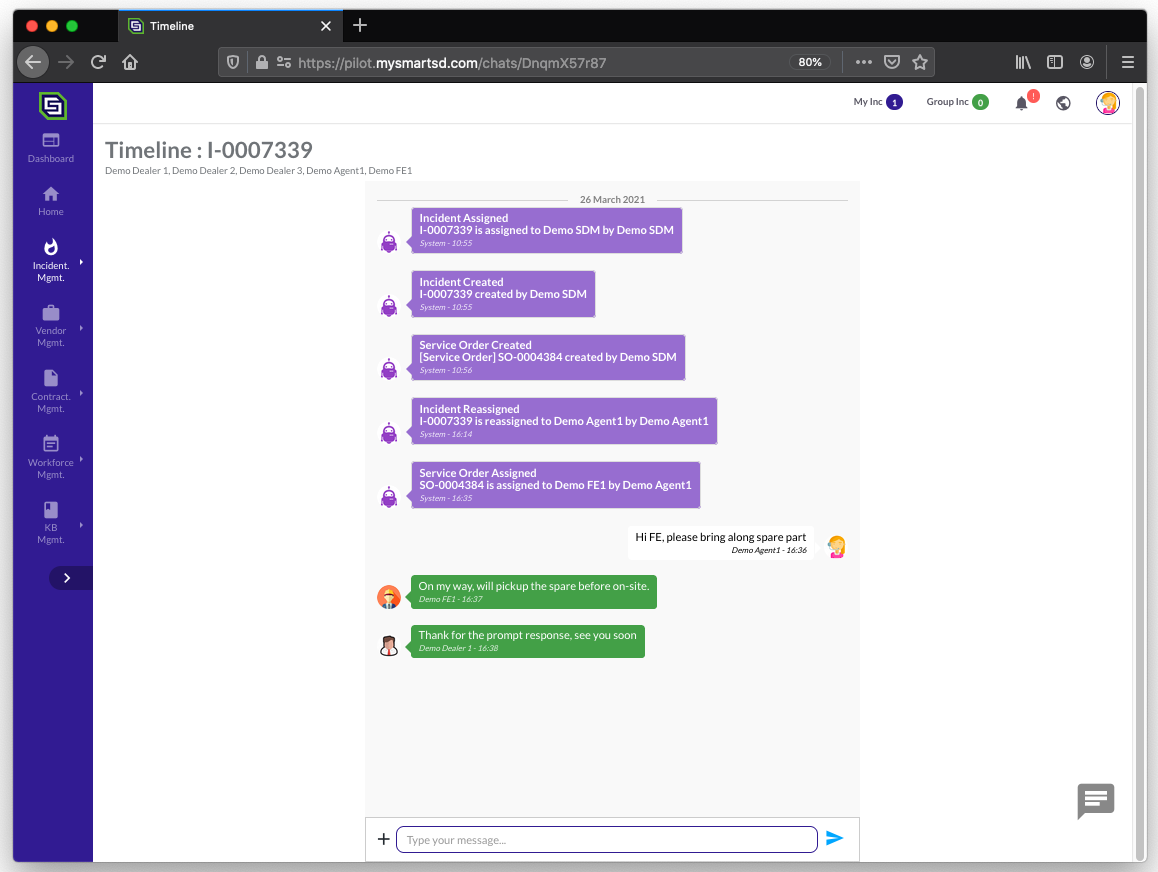 Timeline
https://pilot.mysmartsd.com/chats/DnqmX57r87
80%
My Inc 1
Group Inc 0
!
Dashboard
Home
Incident.
Mgmt.
Vendor
Mgmt.
Contract.
Mgmt.
Workforce
Mgmt.
KB
Mgmt.
Timeline : I-0007339
Demo Dealer 1, Demo Dealer 2, Demo Dealer 3, Demo Agent1, Demo FE1
26 March 2021
Incident Assigned
I-0007339 is assigned to Demo SDM by Demo SDM
System - 10:55
Incident Created
I-0007339 created by Demo SDM
System - 10:55
Service Order Created
[Service Order] SO-0004384 created by Demo SDM
System - 10:56
Incident Reassigned
I-0007339 is reassigned to Demo Agent1 by Demo Agent1
System - 16:14
Service Order Assigned
SO-0004384 is assigned to Demo FE1 by Demo Agent1
System - 16:35
Hi FE, please bring along spare part
Demo Agent1 - 16:36
On my way, will pickup the spare before on-site.
Demo FE1 - 16:37
Thank for the prompt response, see you soon
Demo Dealer 1 - 16:38
Type your message...